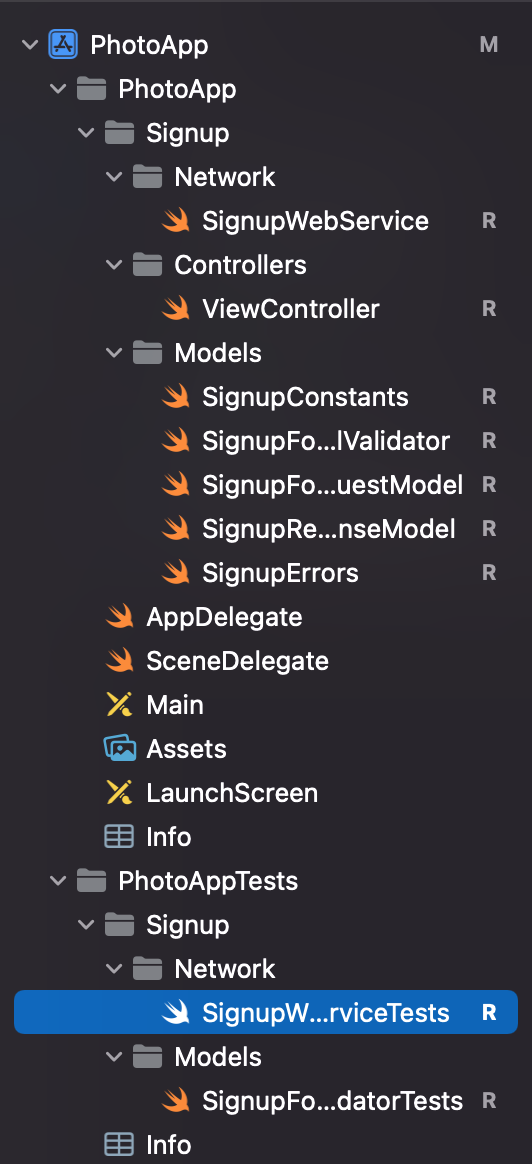 PhotoApp M
PhotoApp
Signup
Network
SignupWebService R
Controllers
ViewController R
Models
SignupConstants R
SignupFo...lValidator R
SignupFo...uestModel R
SignupRe...nseModel R
SignupErrors R
AppDelegate
SceneDelegate
Main
Assets
LaunchScreen
Info
PhotoAppTests
Signup
Network
SignupW...rviceTests R
Models
SignupFo...datorTests R
Info